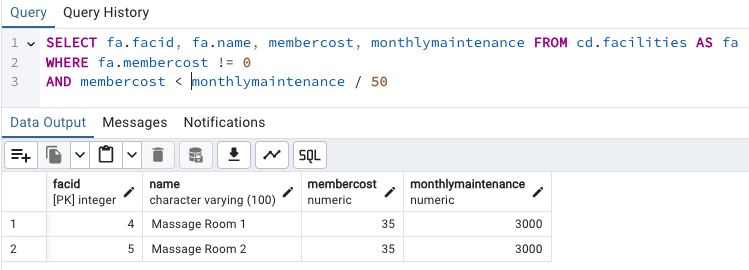 Query Query History
1 SELECT fa.facid, fa.name, membercost, monthlymaintenance FROM cd.facilities AS fa
2 WHERE fa.membercost != 0
3 AND membercost < monthlymaintenance / 50
Data Output Messages Notifications
SQL
facid name membercost monthlymaintenance
[PK] integer character varying (100) numeric numeric
1 4 Massage Room 1 35 3000
2 5 Massage Room 2 35 3000